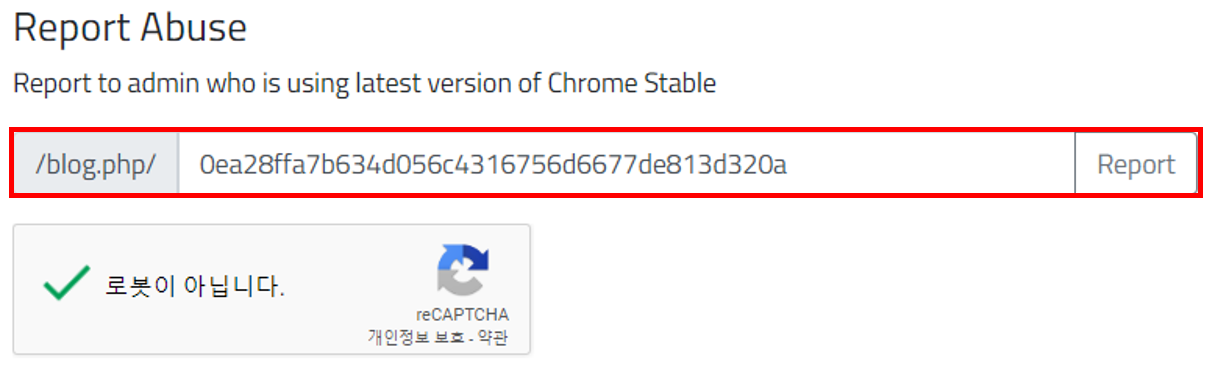 Report Abuse
Report to admin who is using latest version of Chrome Stable
/blog.php/ 0ea28ffa7b634d056c4316756d6677de813d320a Report
로봇이 아닙니다.
reCAPTCHA
개인정보 보호 - 약관